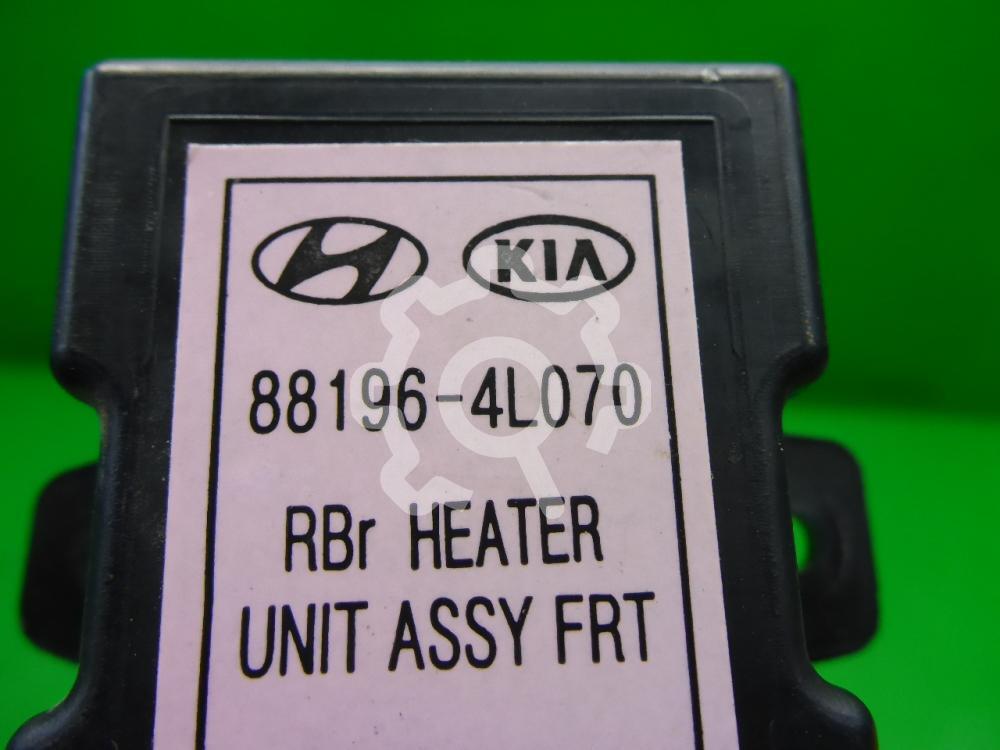 KIA
88196-4L070
RBr HEATER
UNIT ASSY FRT